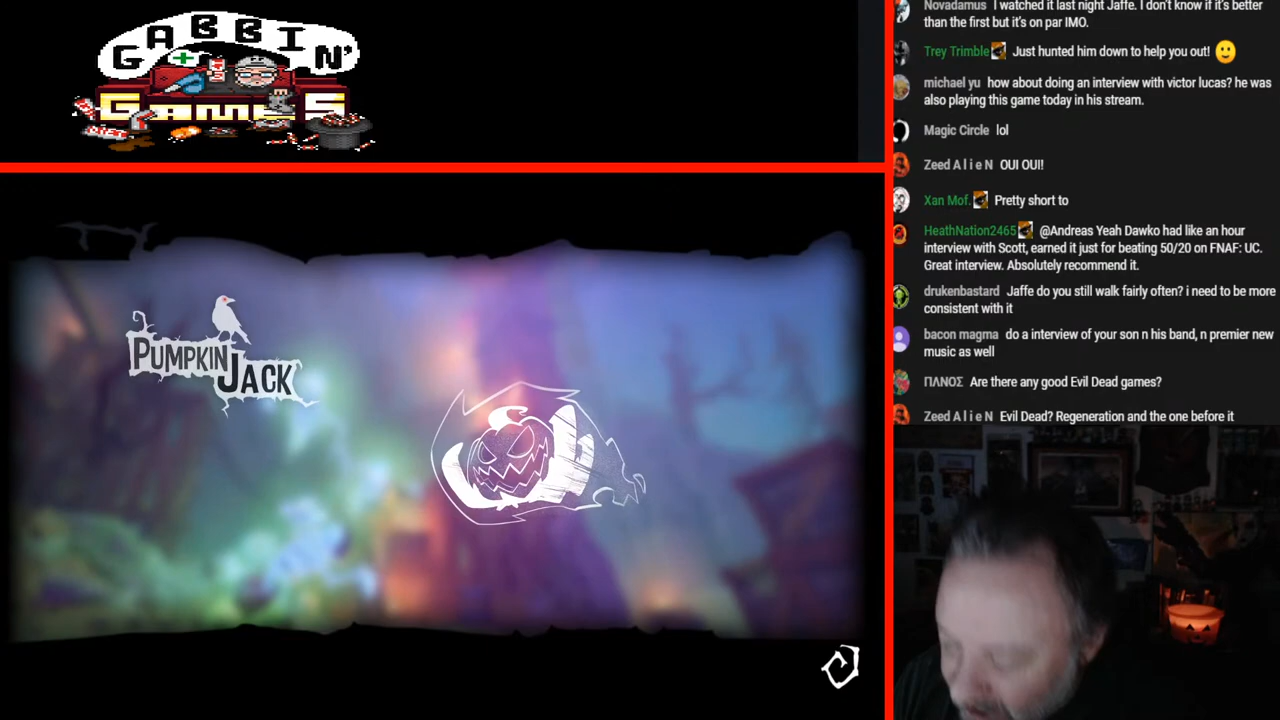 GABBIN'
GAMES
PUMPKIN
JACK
Novadamus I watched it last night Jaffe. I don't know if it's better
than the first but it's on par IMO.
Trey Trimble Just hunted him down to help you out!
michael yu how about doing an interview with victor lucas? he was
also playing this game today in his stream.
Magic Circle lol
Zeed A l i e N OUI OUI!
Xan Mof. Pretty short to
HeathNation2465 @Andreas Yeah Dawko had like an hour
interview with Scott, earned it just for beating 50/20 on FNAF: UC.
Great interview. Absolutely recommend it.
drukenbastard Jaffe do you still walk fairly often? i need to be more
consistent with it
bacon magma do a interview of your son n his band, n premier new
music as well
ΠΛΝΟΣ Are there any good Evil Dead games?
Zeed A l i e N Evil Dead? Regeneration and the one before it